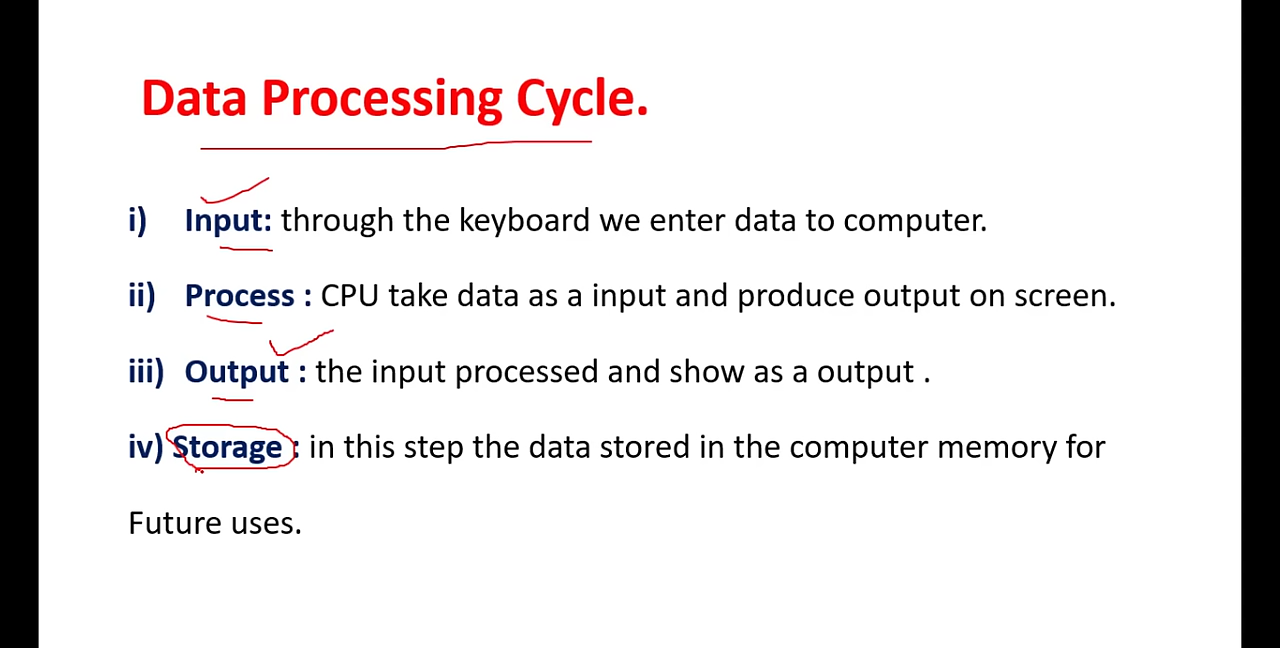 Data Processing Cycle.
i) Input: through the keyboard we enter data to computer.
ii) Process : CPU take data as a input and produce output on screen.
iii) Output : the input processed and show as a output .
iv) Storage : in this step the data stored in the computer memory for
Future uses.